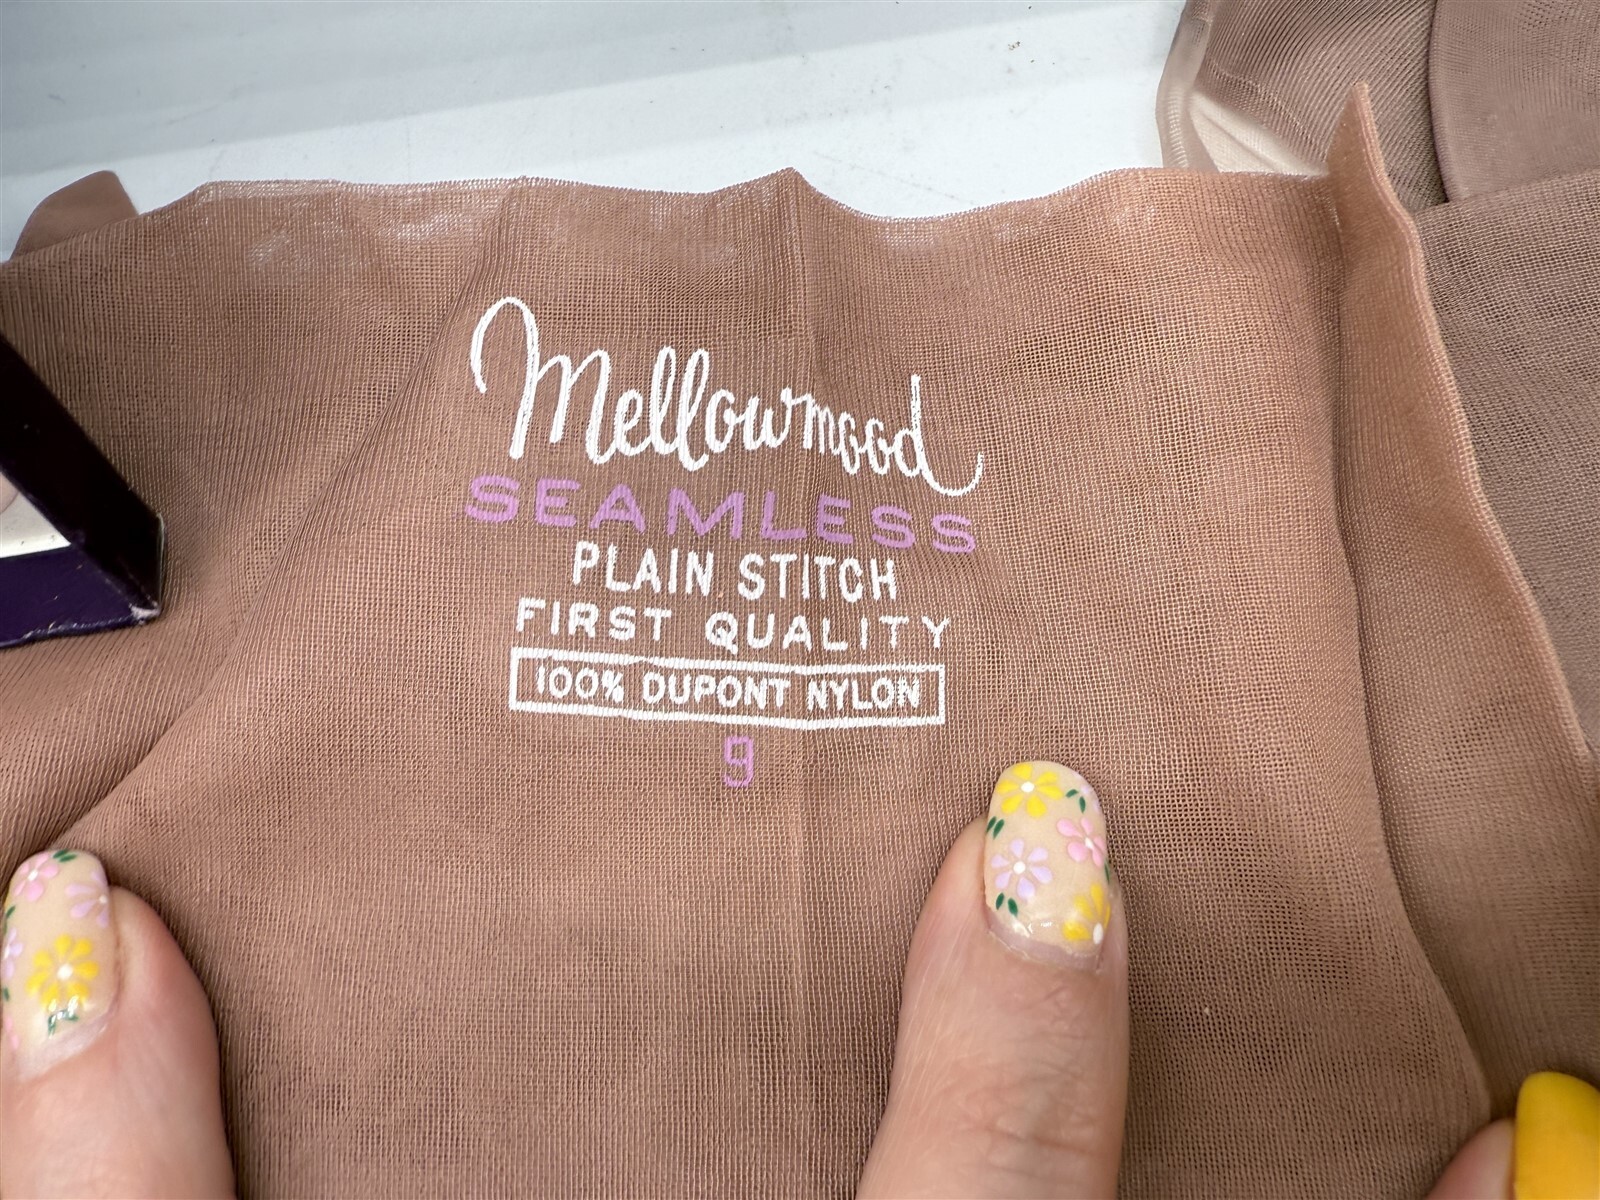 Mellowmood
SEAMLESS
PLAIN STITCH
FIRST QUALITY
100% DUPONT NYLON
9